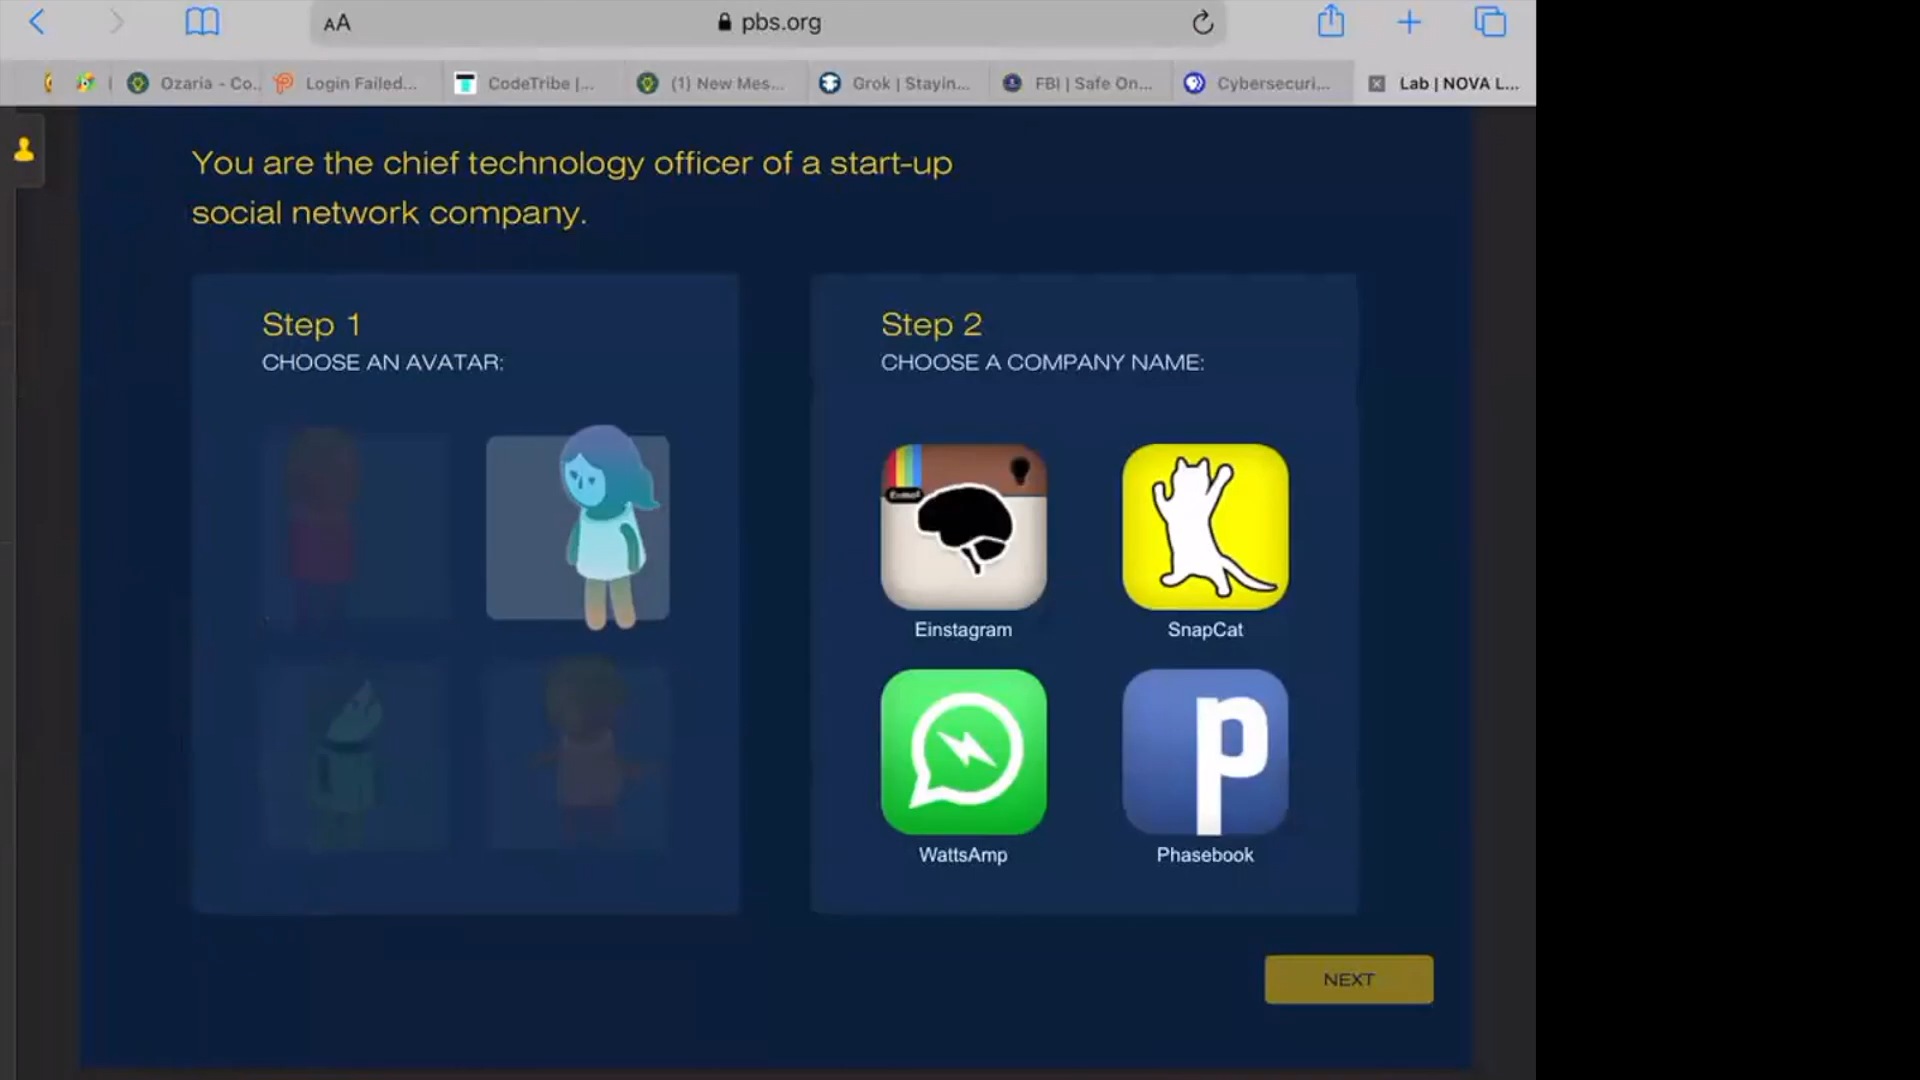 AA
pbs.org
Ozaria - Co...
Login Failed...
CodeTribe |...
(1) New Mes...
Grok | Stayin...
FBI | Safe On...
Cybersecuri...
Lab | NOVA L...
You are the chief technology officer of a start-up
social network company.
Step 1
CHOOSE AN AVATAR:
Step 2
CHOOSE A COMPANY NAME:
Einstagram
SnapCat
p
WattsAmp
Phasebook
NEXT